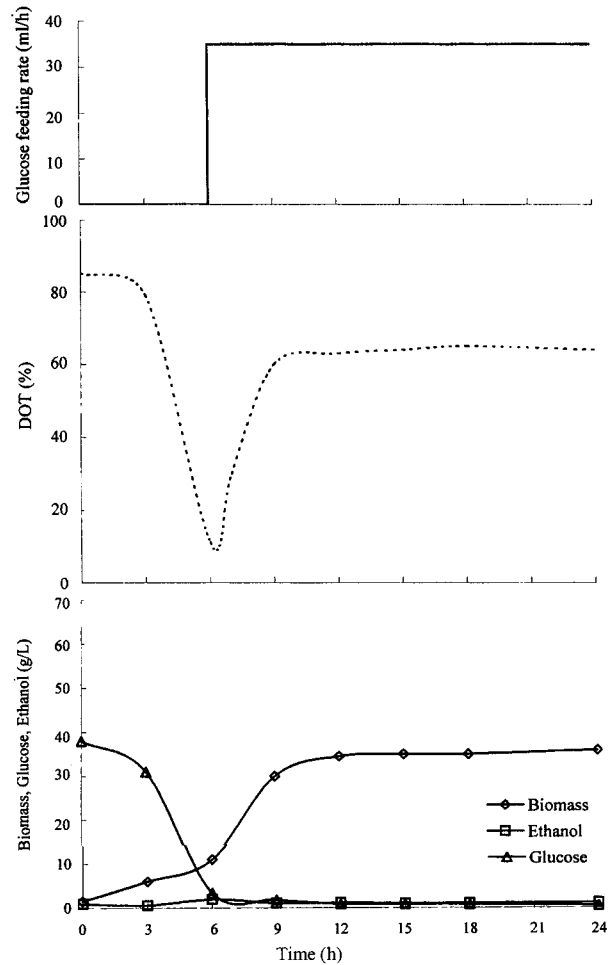 Glucose feeding rate (ml/h)
40
30
20
10
0
DOT (%)
100
80
60
40
20
0
Biomass, Glucose, Ethanol (g/L)
70
60
50
40
30
20
10
0
Biomass
Ethanol
Glucose
0 3 6 9 12 15 18 21 24
Time (h)